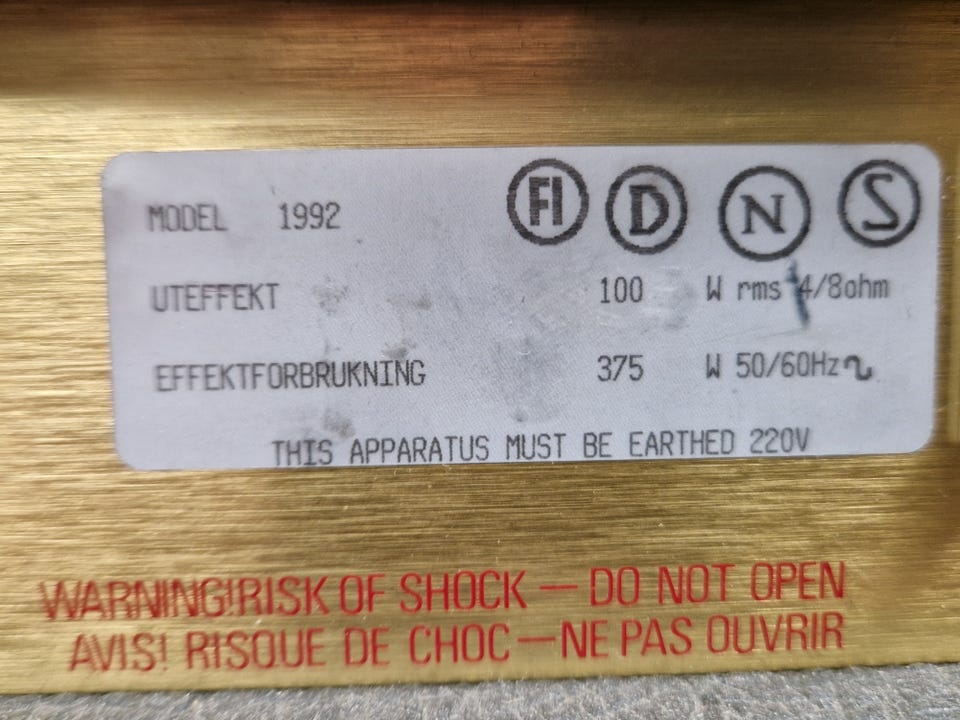 MODEL 1992 FI D N S
UTEFFEKT 100 W rms 4/8ohm
EFFEKTFORBRUKNING 375 W 50/60Hz
THIS APPARATUS MUST BE EARTHED 220V
WARNING!RISK OF SHOCK — DO NOT OPEN
AVIS! RISQUE DE CHOC—NE PAS OUVRIR